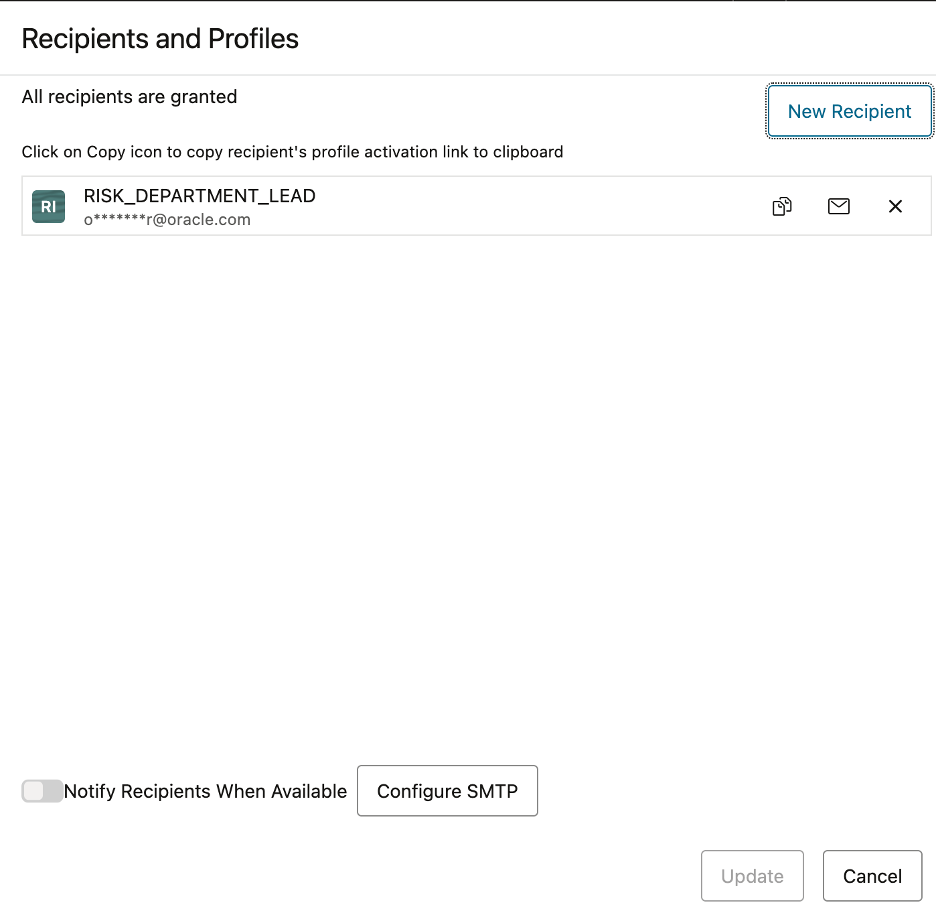 Recipients and Profiles
All recipients are granted
New Recipient
Click on Copy icon to copy recipient's profile activation link to clipboard
RI
RISK_DEPARTMENT_LEAD
o*******r@oracle.com
Notify Recipients When Available
Configure SMTP
Update
Cancel